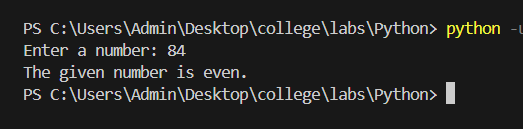 PS C:\Users\Admin\Desktop\college\labs\Python> python
Enter a number: 84
The given number is even.
PS C:\Users\Admin\Desktop\college\labs\Python>